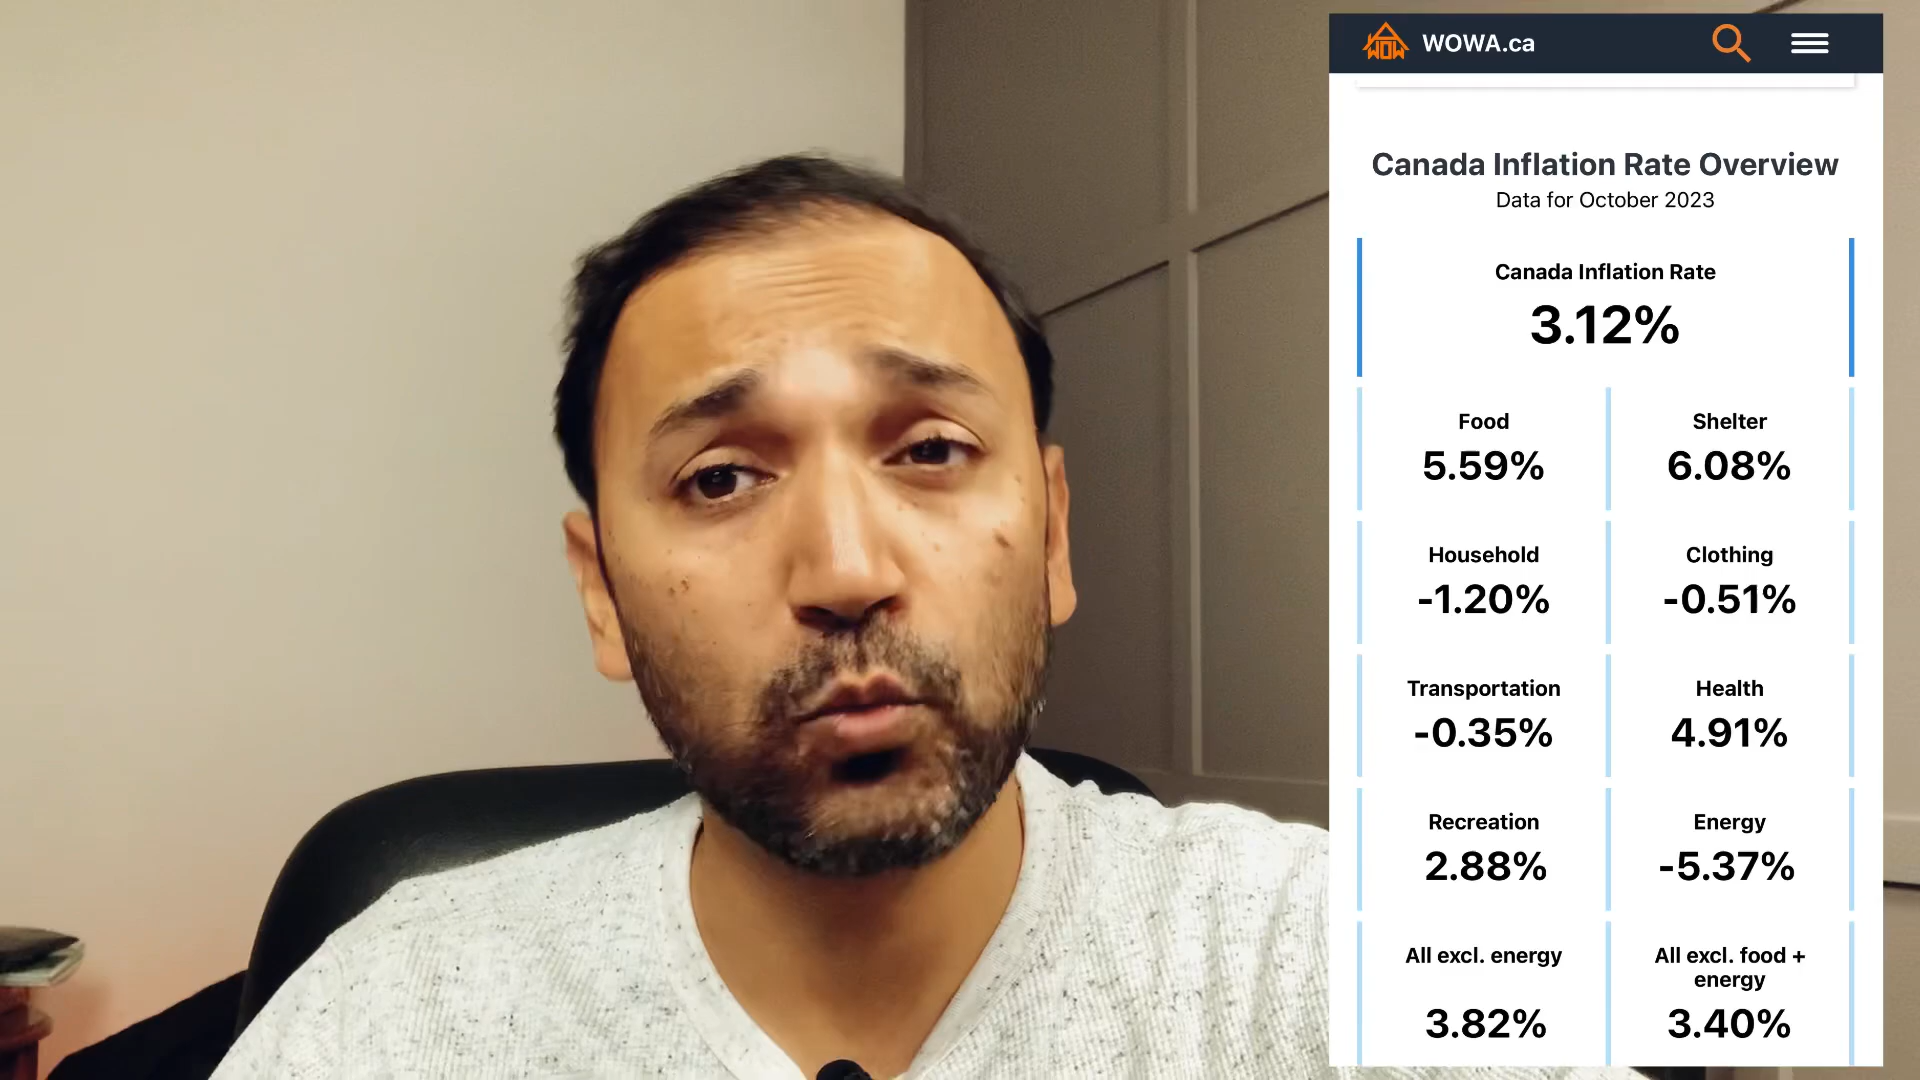 WOW
WOWA.ca
Canada Inflation Rate Overview
Data for October 2023
Canada Inflation Rate
3.12%
Food
5.59%
Shelter
6.08%
Household
-1.20%
Clothing
-0.51%
Transportation
-0.35%
Health
4.91%
Recreation
2.88%
Energy
-5.37%
All excl. energy
3.82%
All excl. food +
energy
3.40%